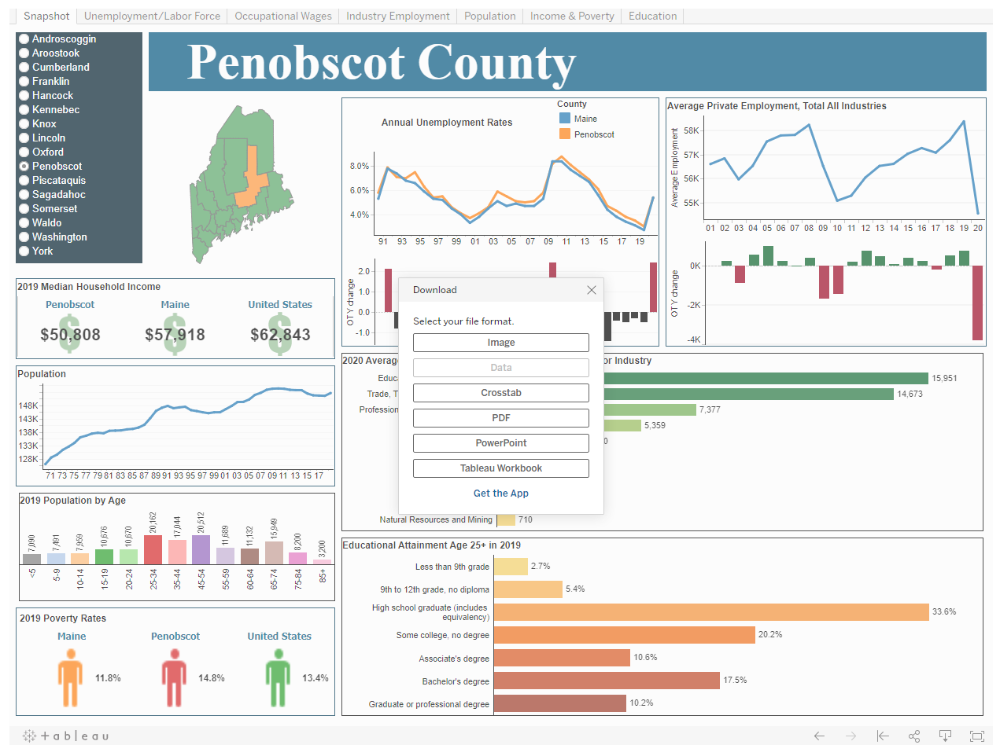 Snapshot
Unemployment/Labor Force
Occupational Wages
Industry Employment
Population
Income & Poverty
Education
Androscoggin
Aroostook
Cumberland
Franklin
Hancock
Kennebec
Knox
Lincoln
Oxford
Penobscot
Piscataquis
Sagadahoc
Somerset
Waldo
Washington
York
Penobscot County
Annual Unemployment Rates
County
Maine
Penobscot
8.0%
6.0%
4.0%
91 93 95 97 99 01 03 05 07 09 11 13 15 17 19
OTY change
2.0
1.0
0.0
-1.0
Average Private Employment, Total All Industries
Average Employment
58K
57K
56K
55K
01 02 03 04 05 06 07 08 09 10 11 12 13 14 15 16 17 18 19 20
OTY change
0K
-2K
-4K
2019 Median Household Income
Penobscot Maine United States
$50,808 $57,918 $62,843
Population
148K
143K
138K
133K
128K
71 73 75 77 79 81 83 85 87 89 91 93 95 97 99 01 03 05 07 09 11 13 15 17
2019 Population by Age
7,090 7,491 7,959 10,676 10,670 20,162 17,044 20,512 11,689 11,132 15,949 8,200 3,200
<5 5-9 10-14 15-19 20-24 25-34 35-44 45-54 55-59 60-64 65-74 75-84 85+
2019 Poverty Rates
Maine Penobscot United States
11.8% 14.8% 13.4%
Download
Select your file format.
Image
Data
Crosstab
PDF
PowerPoint
Tableau Workbook
Get the App
2020 Averag
or Industry
Educa
15,951
Trade, T
14,673
Profession
7,377
5,359
0
Natural Resources and Mining 710
Educational Attainment Age 25+ in 2019
Less than 9th grade 2.7%
9th to 12th grade, no diploma 5.4%
High school graduate (includes
equivalency) 33.6%
Some college, no degree 20.2%
Associate's degree 10.6%
Bachelor's degree 17.5%
Graduate or professional degree 10.2%
+ableau